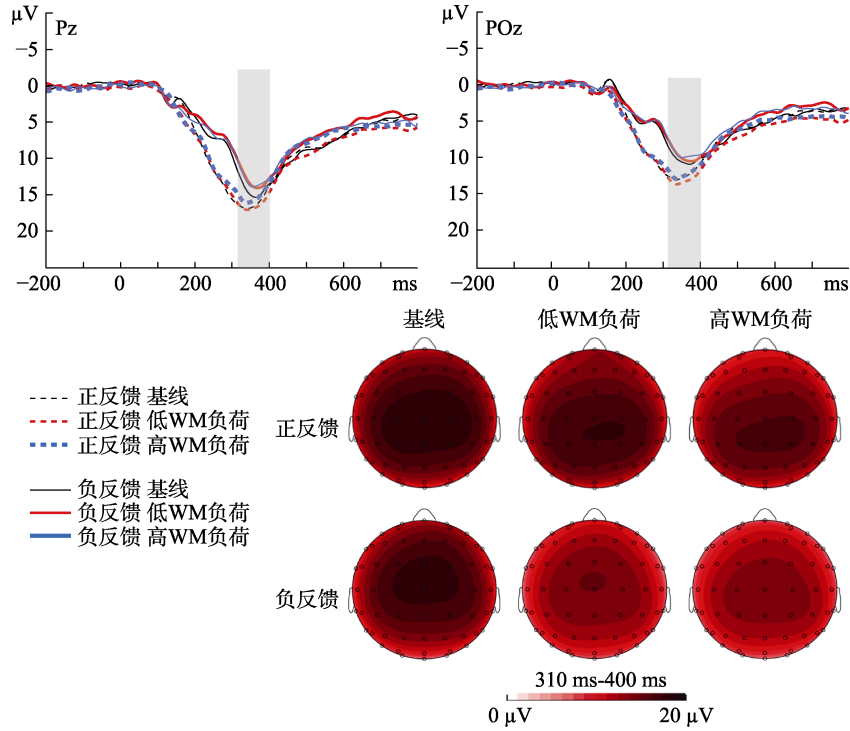 µV
Pz
−5
0
5
10
15
20
−200
0
200
400
600
ms
µV
POz
−5
0
5
10
15
20
−200
0
200
400
600
ms
正反馈 基线
正反馈 低WM负荷
正反馈 高WM负荷
负反馈 基线
负反馈 低WM负荷
负反馈 高WM负荷
基线
低WM负荷
高WM负荷
正反馈
负反馈
310 ms-400 ms
0 µV
20 µV